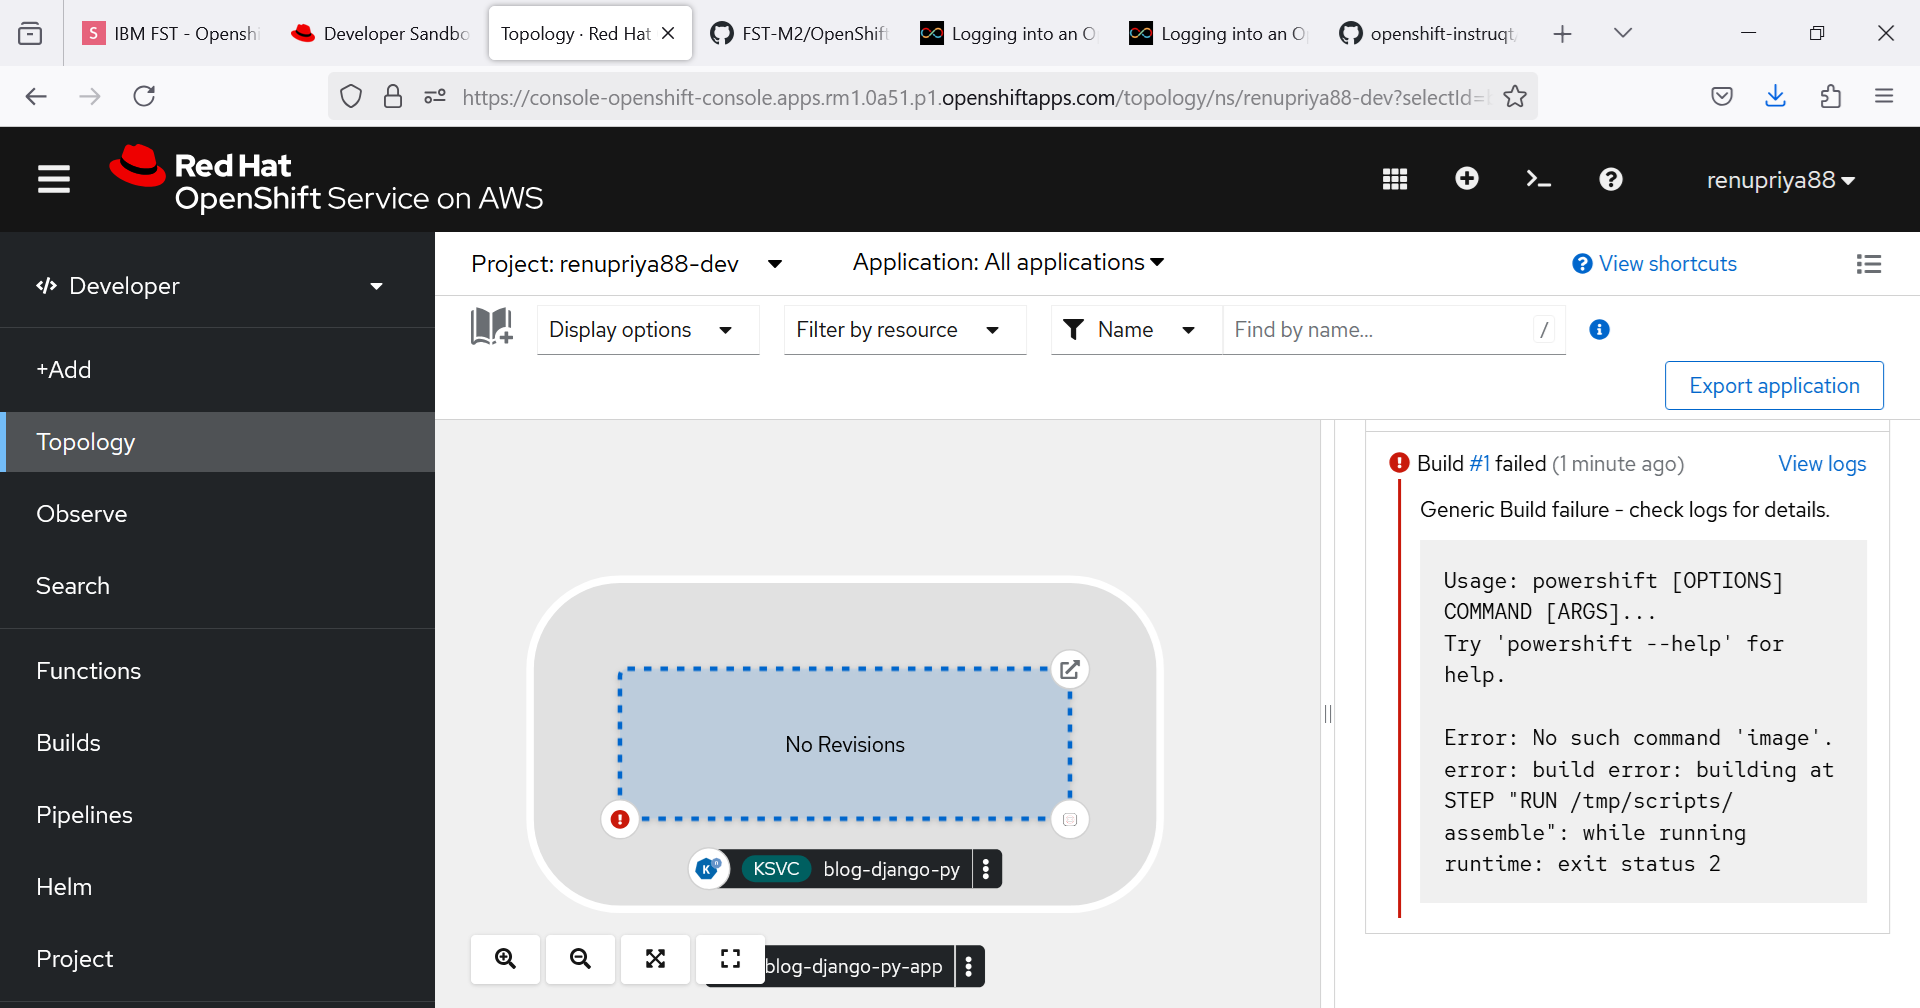 S IBM FST - Openshi
Developer Sandbo
Topology · Red Hat
FST-M2/OpenShift
Logging into an O
Logging into an O
openshift-instruqt
https://console-openshift-console.apps.rm1.0a51.p1.openshiftapps.com/topology/ns/renupriya88-dev?selectId=
Red Hat
OpenShift Service on AWS
renupriya88
Developer
+Add
Topology
Observe
Search
Functions
Builds
Pipelines
Helm
Project
Project: renupriya88-dev
Application: All applications
View shortcuts
Display options
Filter by resource
Name
Find by name...
/
Export application
No Revisions
K
KSVC
blog-django-py
blog-django-py-app
Build #1 failed (1 minute ago)
View logs
Generic Build failure - check logs for details.
Usage: powershift [OPTIONS]
COMMAND [ARGS]...
Try 'powershift --help' for
help.
Error: No such command 'image'.
error: build error: building at
STEP "RUN /tmp/scripts/
assemble": while running
runtime: exit status 2